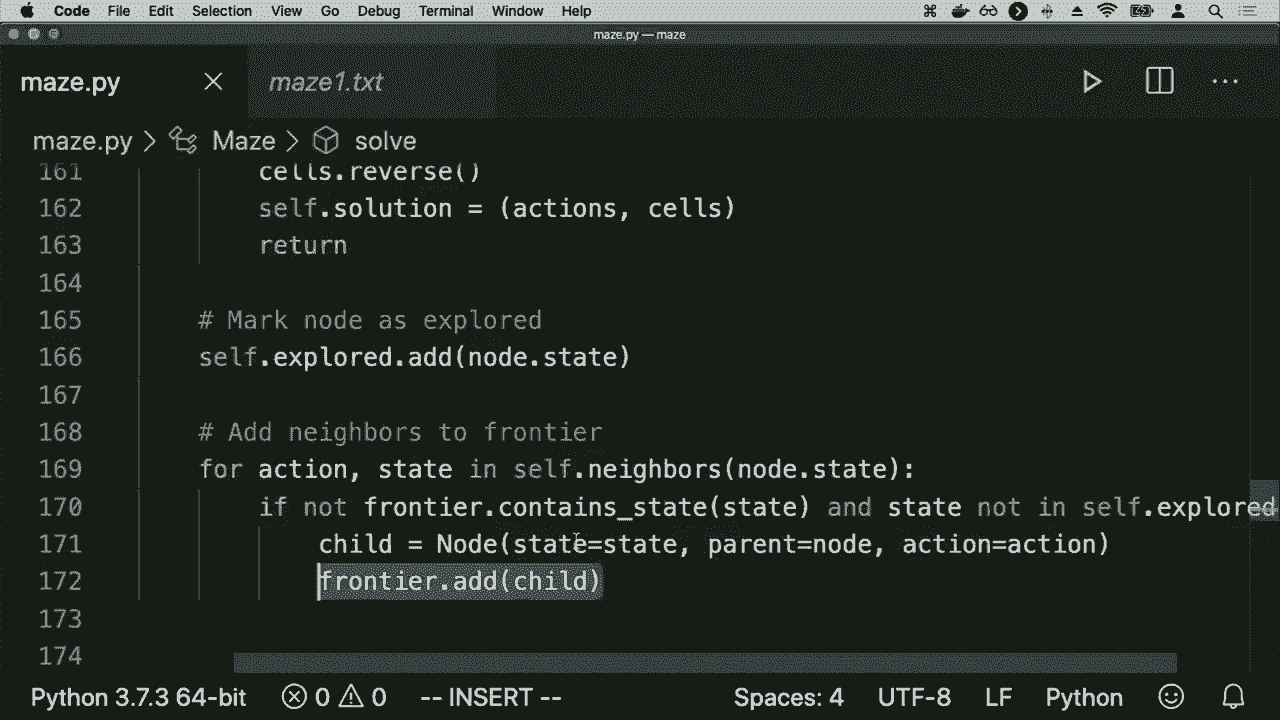 Code File Edit Selection View Go Debug Terminal Window Help
maze.py — maze
maze.py maze1.txt
maze.py > Maze > solve
161 cells.reverse()
162 self.solution = (actions, cells)
163 return
164
165 # Mark node as explored
166 self.explored.add(node.state)
167
168 # Add neighbors to frontier
169 for action, state in self.neighbors(node.state):
170 if not frontier.contains_state(state) and state not in self.explored
171 child = Node(state=state, parent=node, action=action)
172 frontier.add(child)
173
174
Python 3.7.3 64-bit 0 0 -- INSERT -- Spaces: 4 UTF-8 LF Python